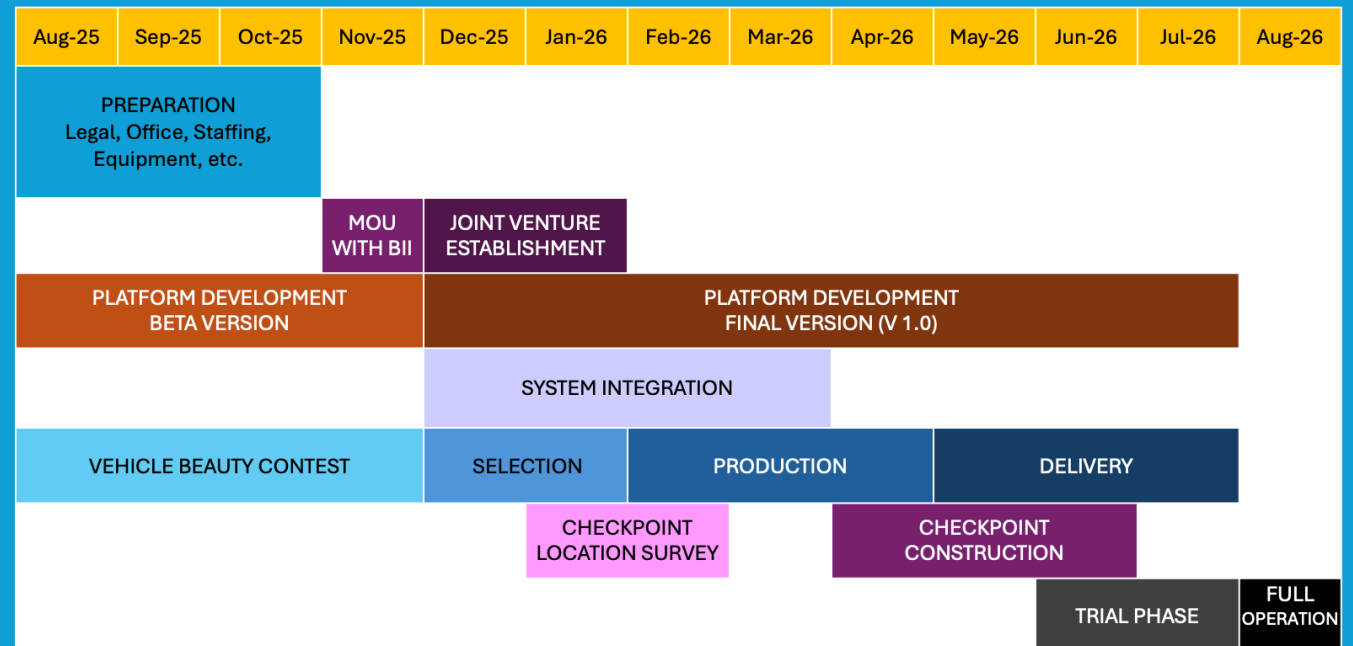 Aug-25
Sep-25
Oct-25
Nov-25
Dec-25
Jan-26
Feb-26
Mar-26
Apr-26
May-26
Jun-26
Jul-26
Aug-26
PREPARATION
Legal, Office, Staffing,
Equipment, etc.
MOU
WITH BII
JOINT VENTURE
ESTABLISHMENT
PLATFORM DEVELOPMENT
BETA VERSION
PLATFORM DEVELOPMENT
FINAL VERSION (V 1.0)
SYSTEM INTEGRATION
VEHICLE BEAUTY CONTEST
SELECTION
PRODUCTION
DELIVERY
CHECKPOINT
LOCATION SURVEY
CHECKPOINT
CONSTRUCTION
TRIAL PHASE
FULL
OPERATION